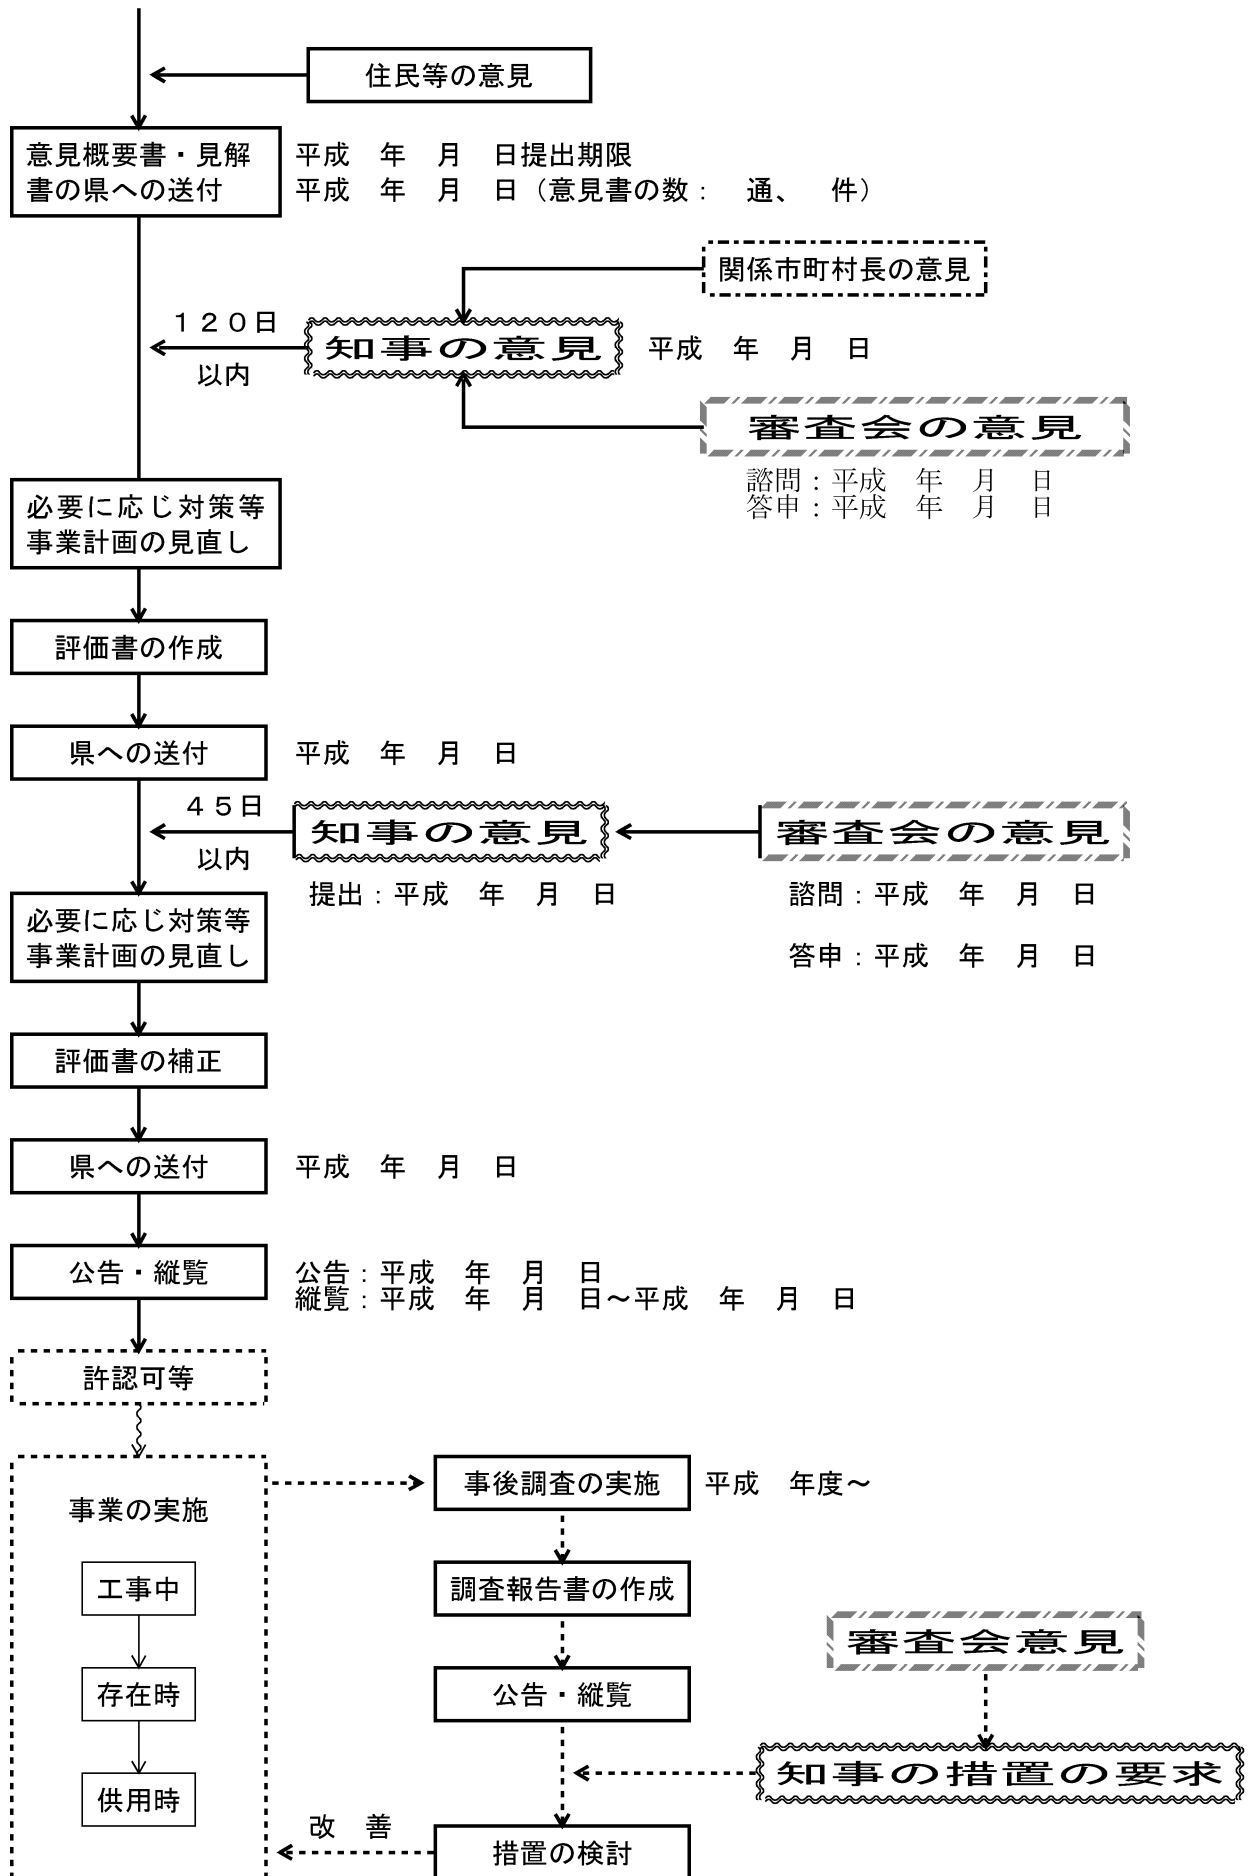 住民等の意見
意見概要書・見解
書の県への送付
平成　年　月　日提出期限
平成　年　月　日（意見書の数：　通、　件）
関係市町村長の意見
１２０日
以内
知事の意見
平成　年　月　日
審査会の意見
諮問：平成　年　月　日
答申：平成　年　月　日
必要に応じ対策等
事業計画の見直し
評価書の作成
県への送付
平成　年　月　日
４５日
以内
知事の意見
審査会の意見
提出：平成　年　月　日
諮問：平成　年　月　日
答申：平成　年　月　日
必要に応じ対策等
事業計画の見直し
評価書の補正
県への送付
平成　年　月　日
公告・縦覧
公告：平成　年　月　日
縦覧：平成　年　月　日～平成　年　月　日
許認可等
事業の実施
工事中
存在時
供用時
事後調査の実施
平成　年度～
調査報告書の作成
公告・縦覧
審査会意見
知事の措置の要求
改　善
措置の検討